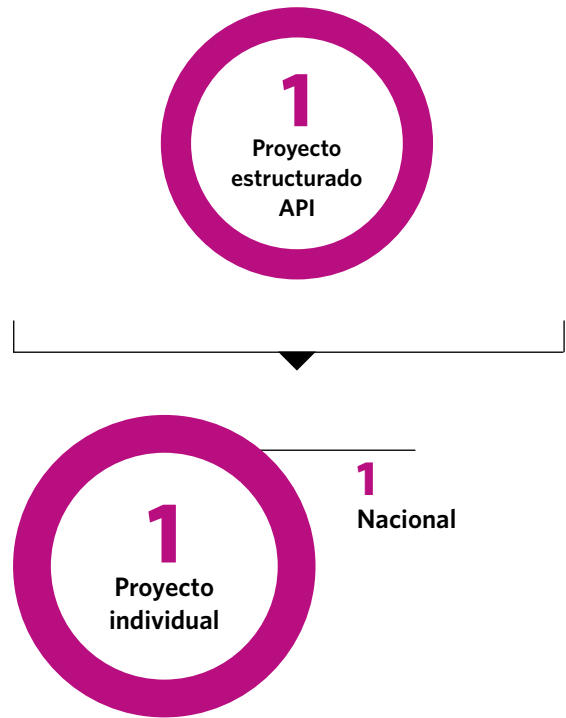 1
Proyecto
estructurado
API
1
Nacional
1
Proyecto
individual